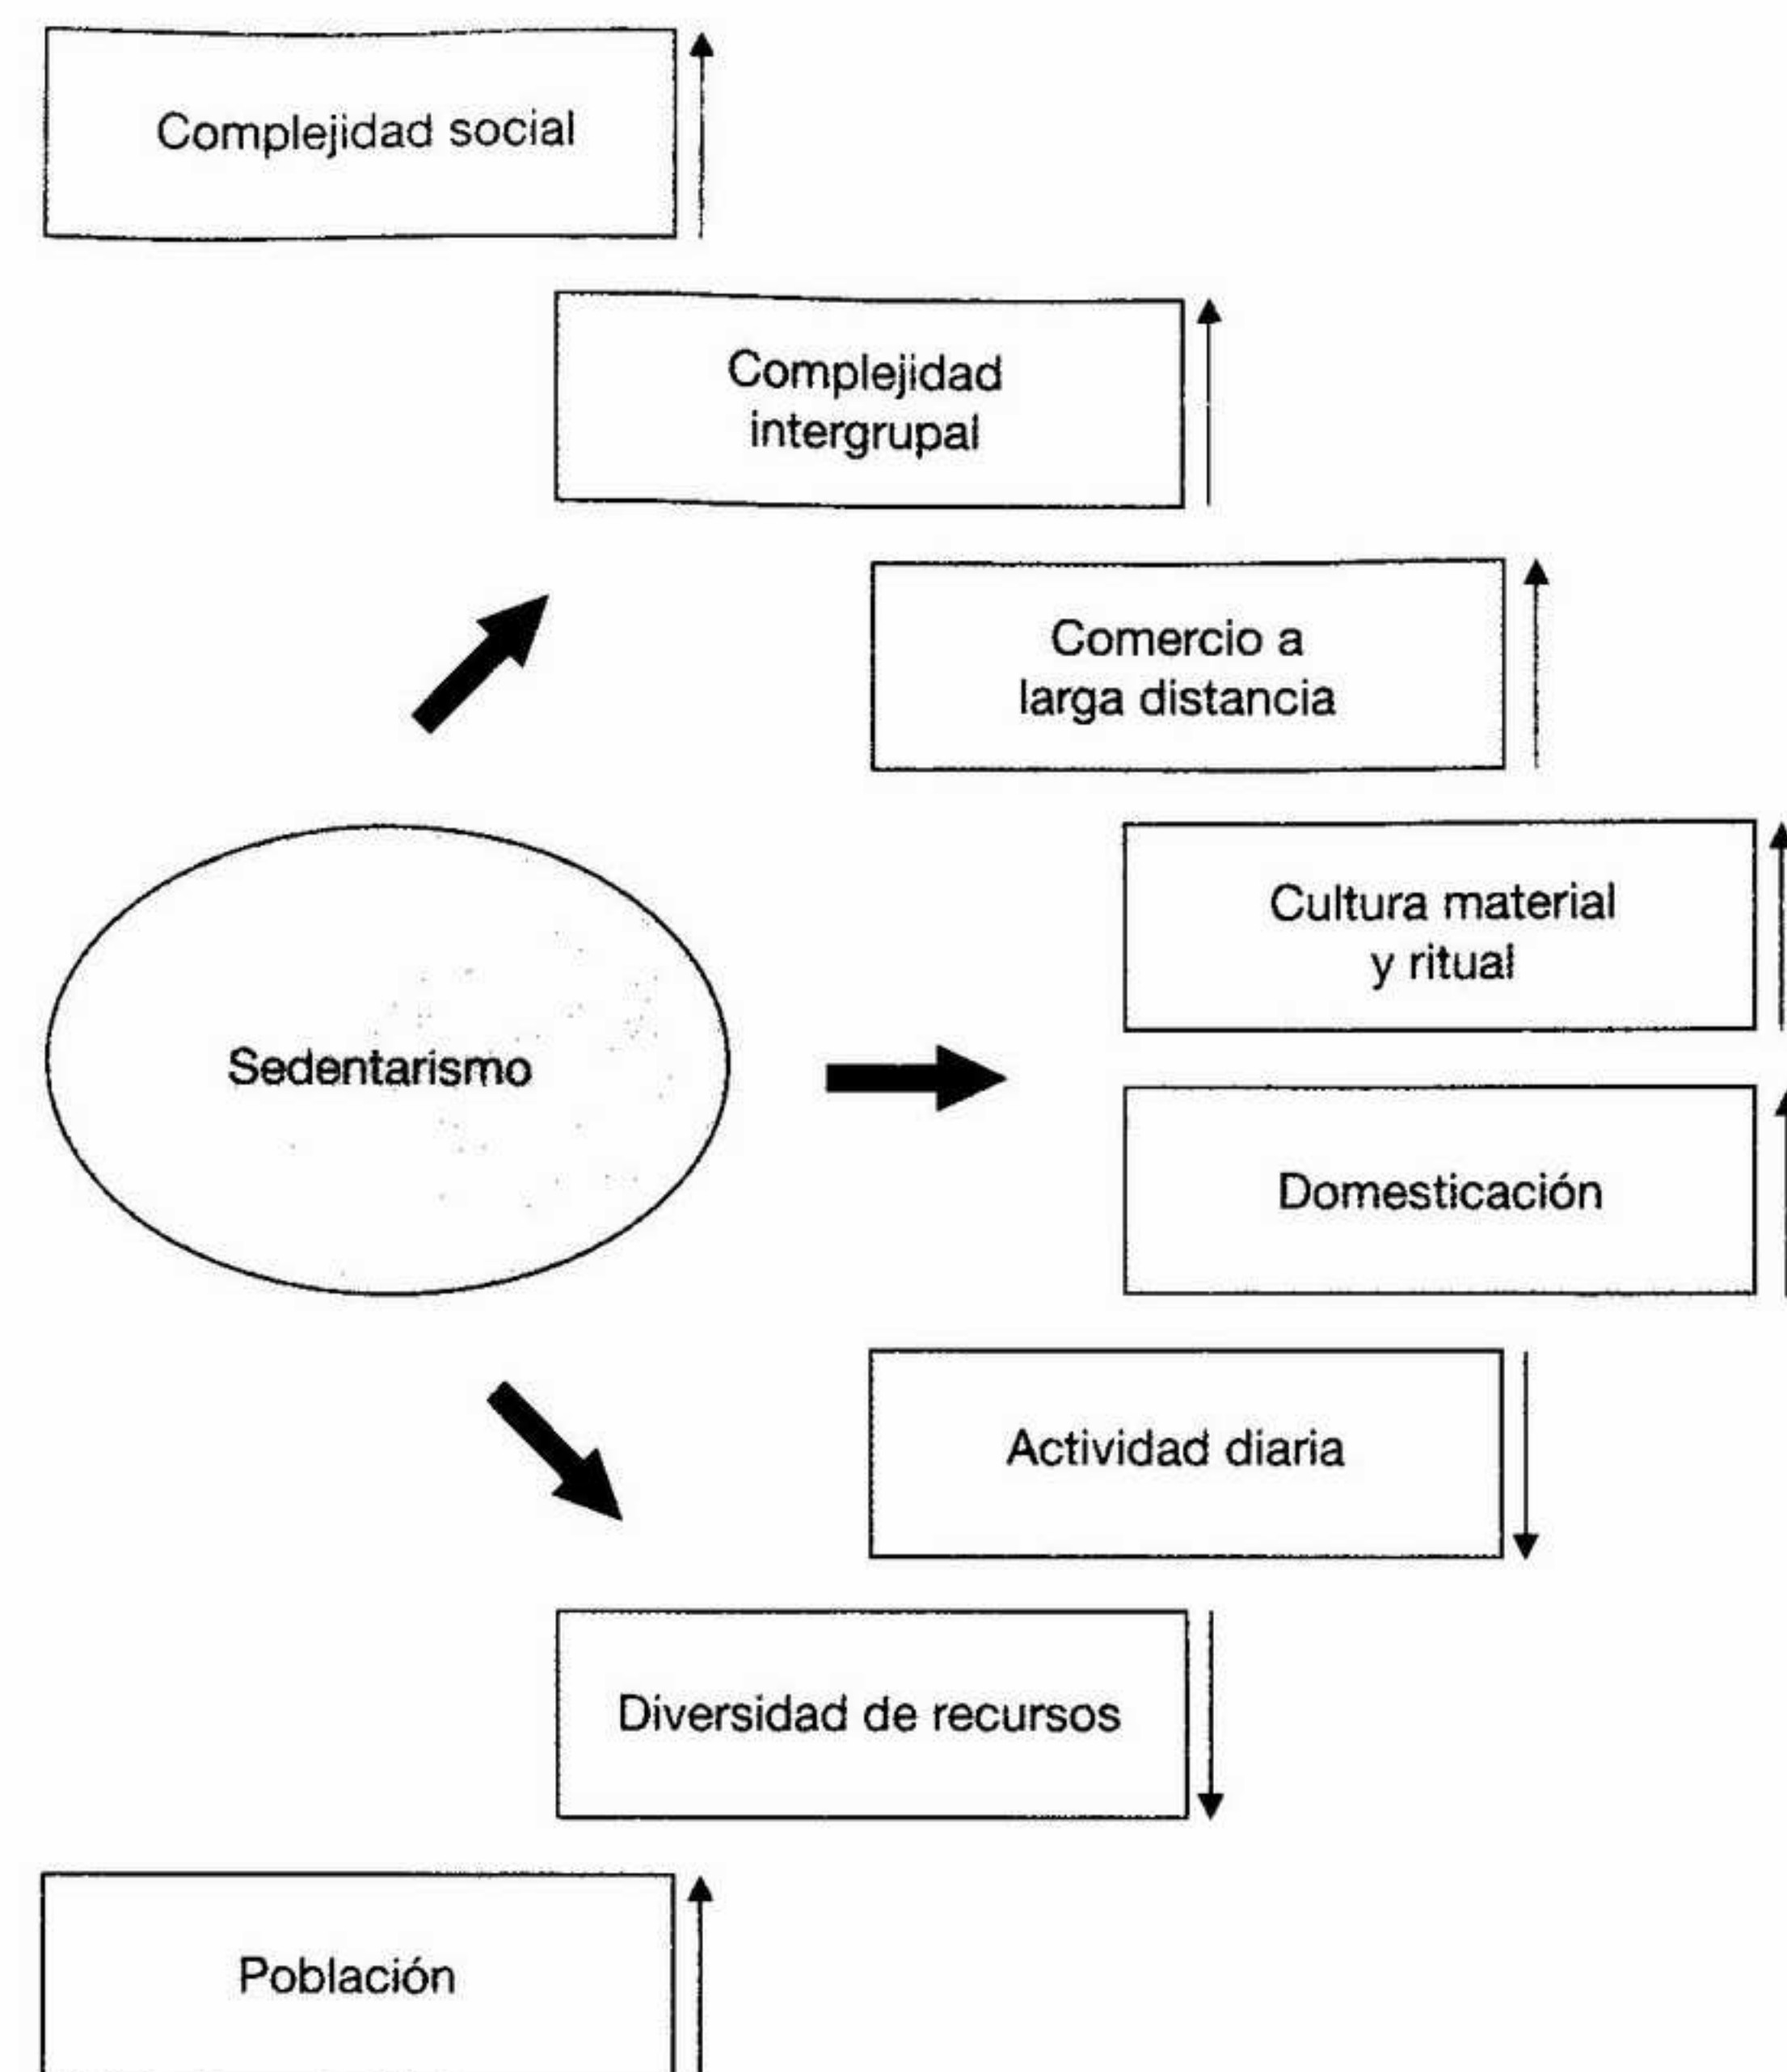 Complejidad social
Complejidad
intergrupal
Comercio a
larga distancia
Cultura material
y ritual
Sedentarismo
Domesticación
Actividad diaria
Diversidad de recursos
Población